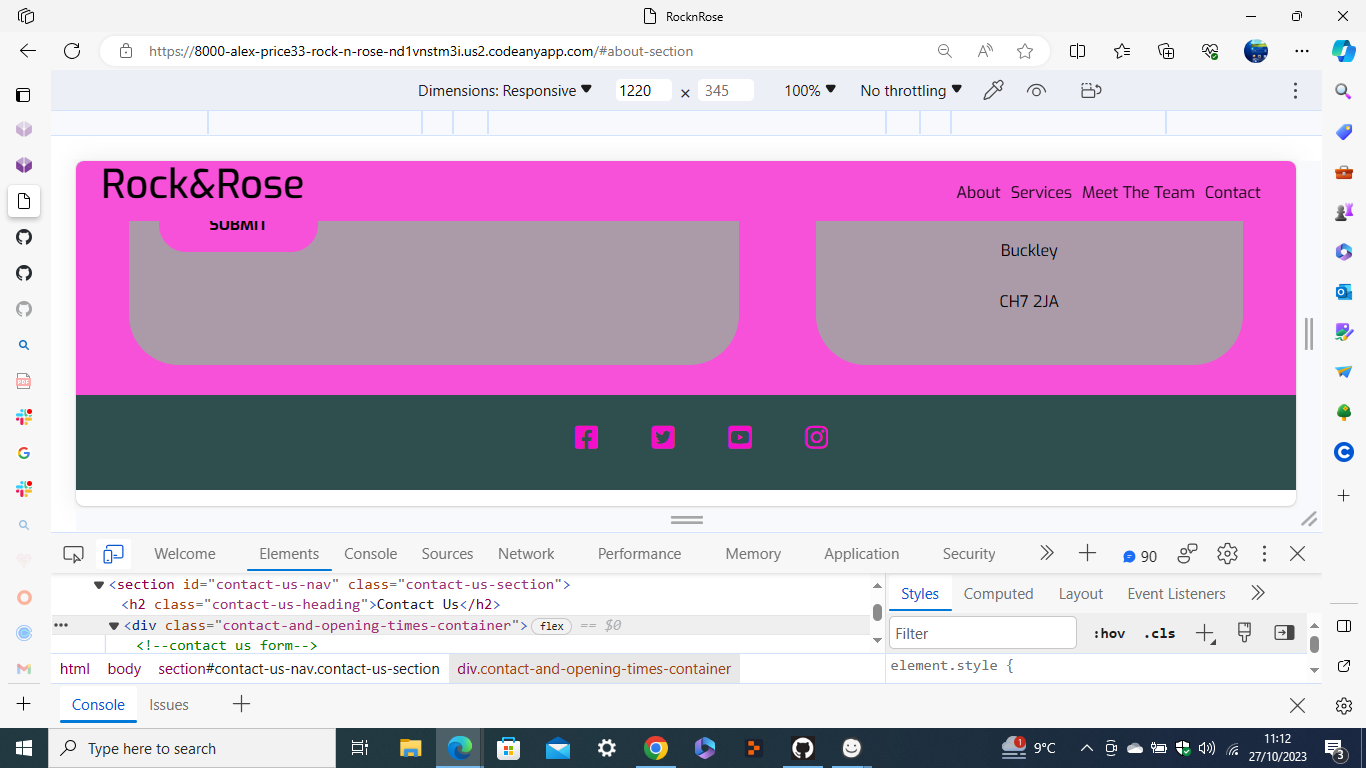 RocknRose
https://8000-alex-price33-rock-n-rose-nd1vnstm3i.us2.codeanyapp.com/#about-section
Dimensions: Responsive 1220 × 345 100% No throttling
Rock&Rose
About Services Meet The Team Contact
SUBMIT
Buckley
CH7 2JA
Welcome Elements Console Sources Network Performance Memory Application Security 90
<section id="contact-us-nav" class="contact-us-section">
<h2 class="contact-us-heading">Contact Us</h2>
<div class="contact-and-opening-times-container"> flex == $0
<!--contact us form-->
html body section#contact-us-nav.contact-us-section div.contact-and-opening-times-container
Styles Computed Layout Event Listeners
Filter :hov .cls
element.style {
Console Issues
Type here to search
1
9°C
11:12
27/10/2023
3